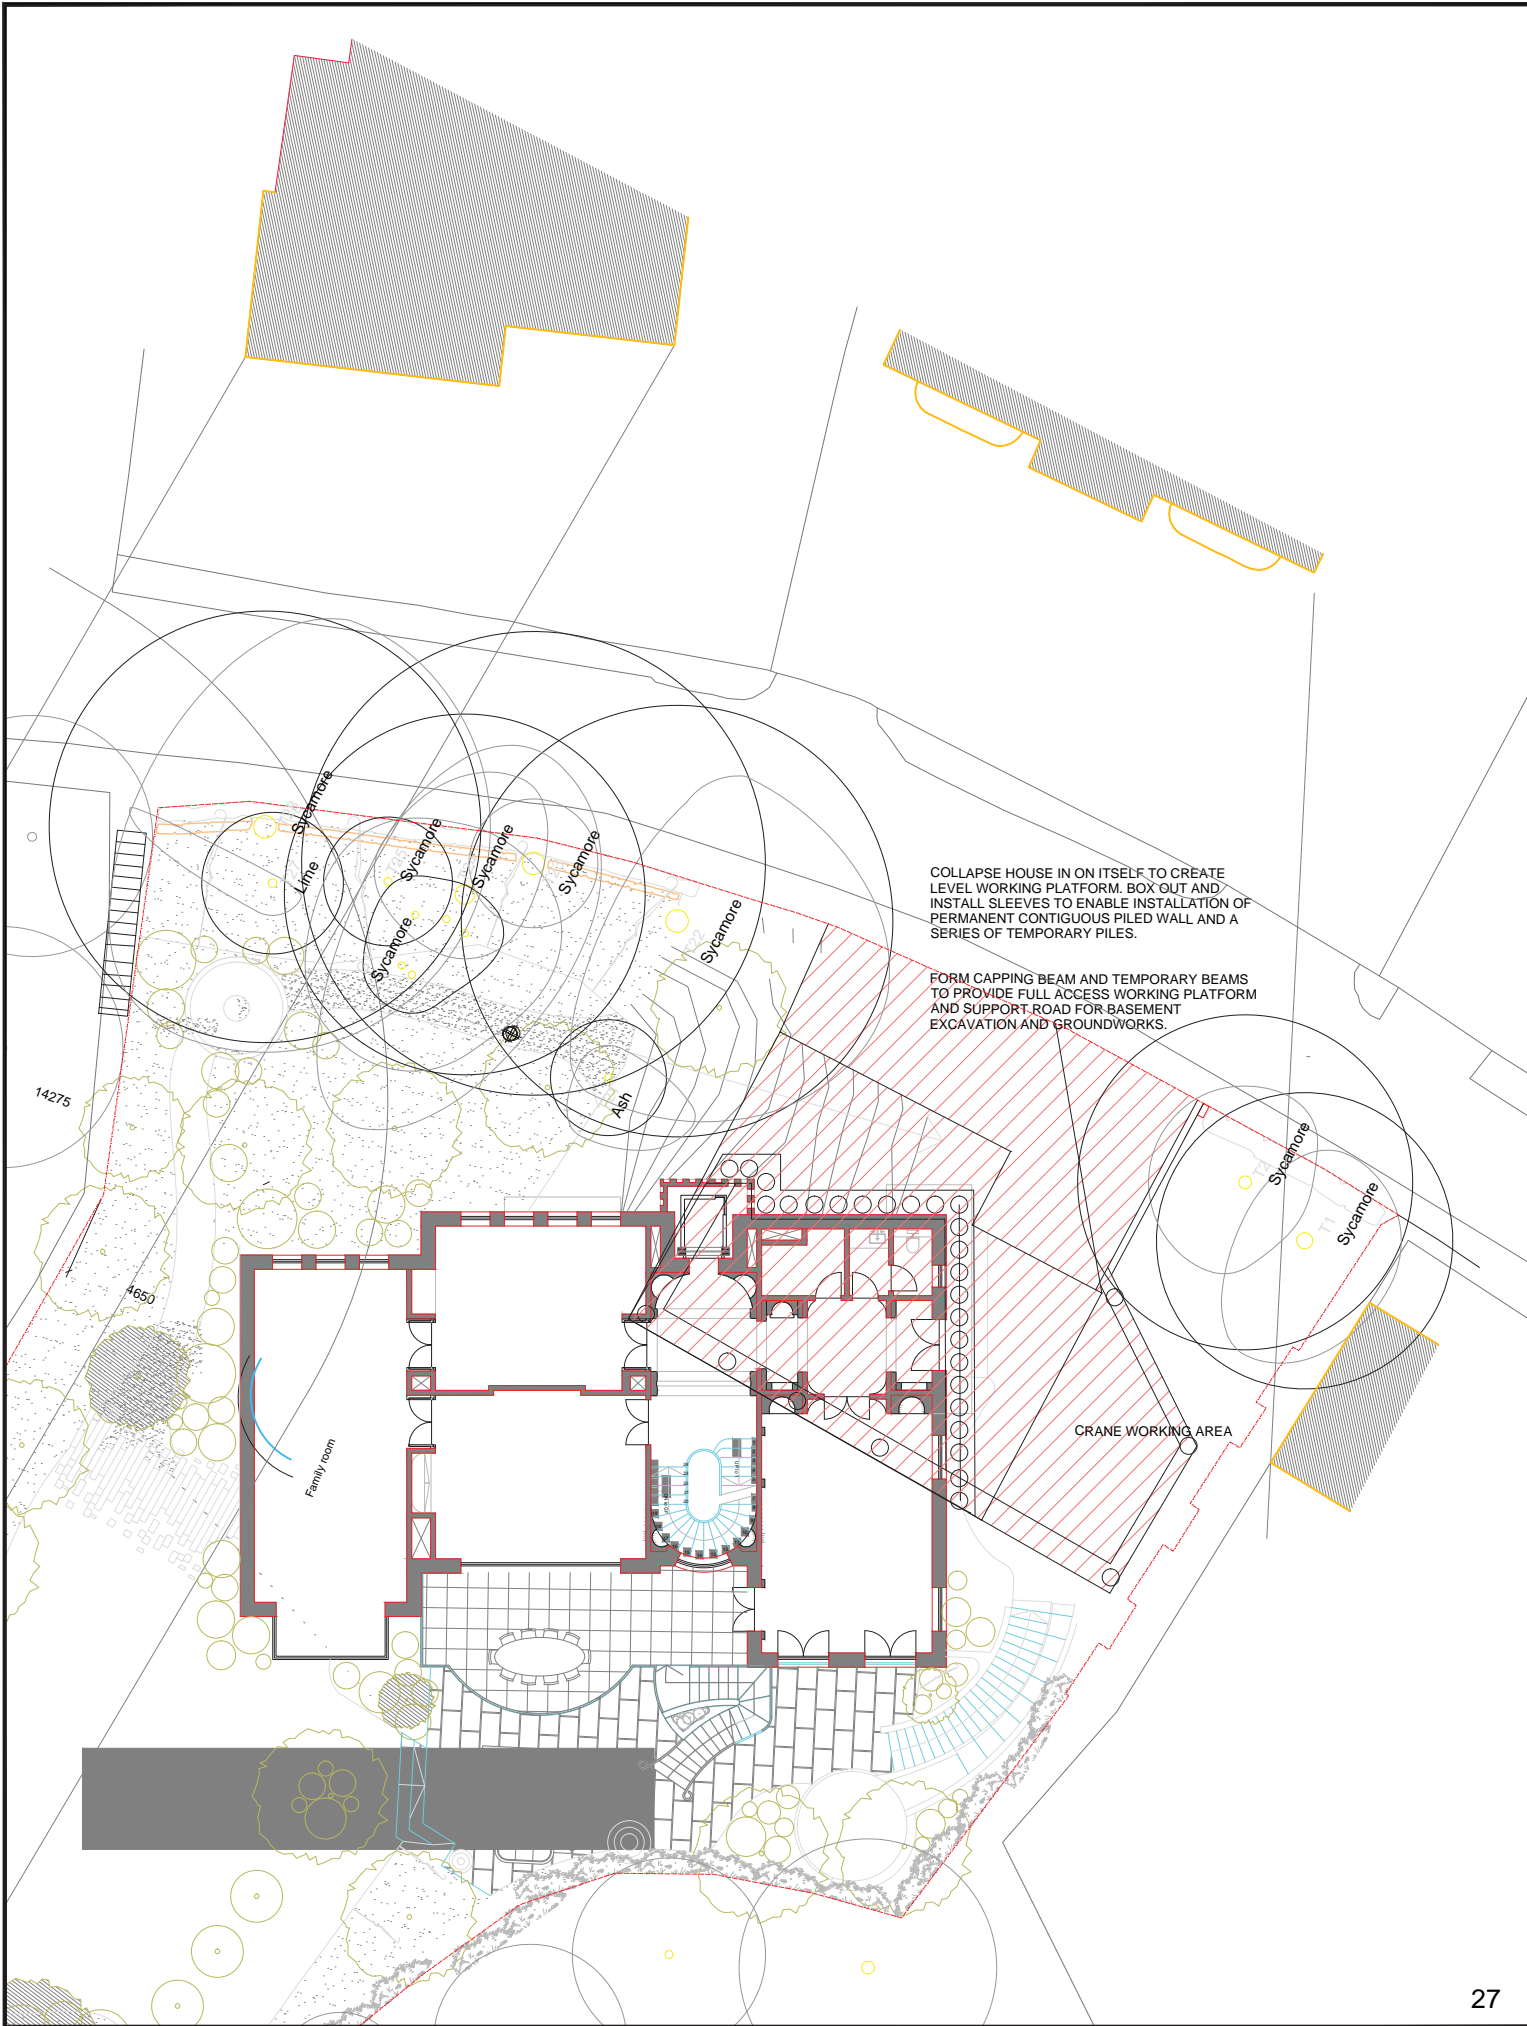 COLLAPSE HOUSE IN ON ITSELF TO CREATE
LEVEL WORKING PLATFORM. BOX OUT AND
INSTALL SLEEVES TO ENABLE INSTALLATION OF
PERMANENT CONTIGUOUS PILED WALL AND A
SERIES OF TEMPORARY PILES.
FORM CAPPING BEAM AND TEMPORARY BEAMS
TO PROVIDE FULL ACCESS WORKING PLATFORM
AND SUPPORT ROAD FOR BASEMENT
EXCAVATION AND GROUNDWORKS.
Sycamore
Lime
Sycamore
Sycamore
Sycamore
Sycamore
Sycamore
T22
Ash
14275
4650
T2
Sycamore
T1
Sycamore
CRANE WORKING AREA
Family room
27